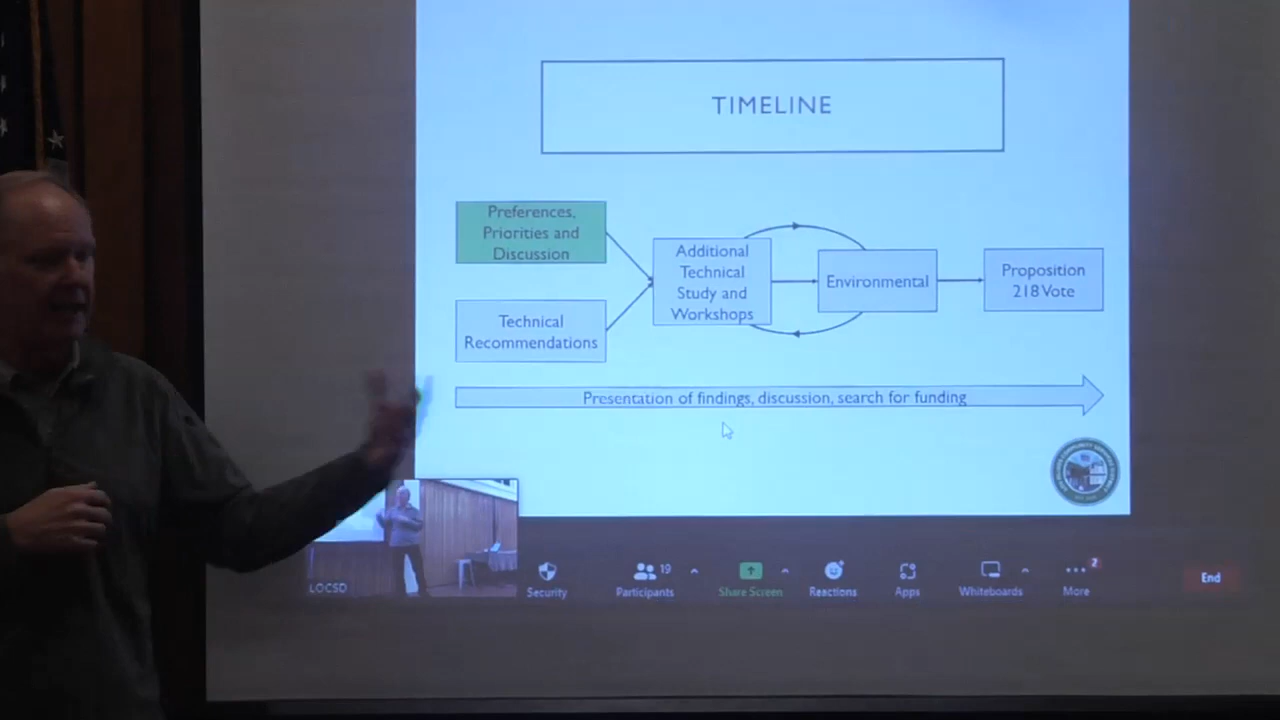 TIMELINE
Preferences,
Priorities and
Discussion
Technical
Recommendations
Additional
Technical
Study and
Workshops
Environmental
Proposition
218 Vote
Presentation of findings, discussion, search for funding
LOCSD
Security
Participants
19
Share Screen
Reactions
Apps
Whiteboards
More
2
End